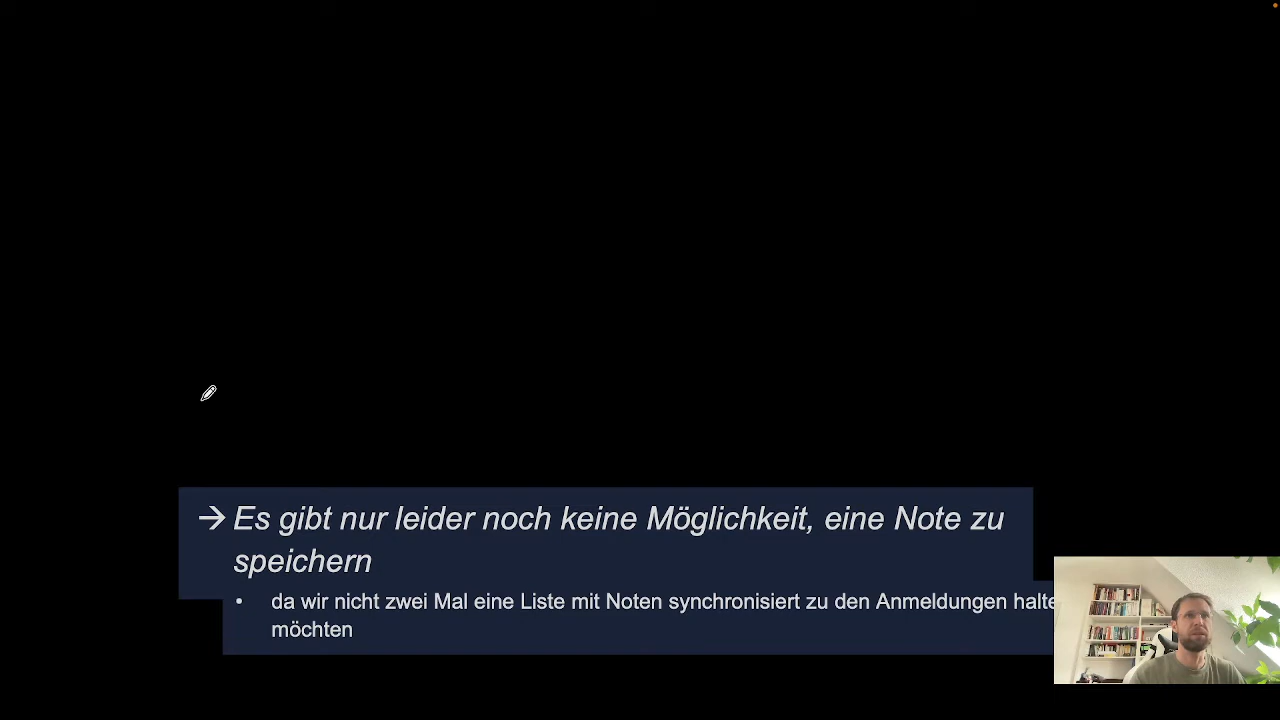 → Es gibt nur leider noch keine Möglichkeit, eine Note zu
speichern
• da wir nicht zwei Mal eine Liste mit Noten synchronisiert zu den Anmeldungen halte
möchten